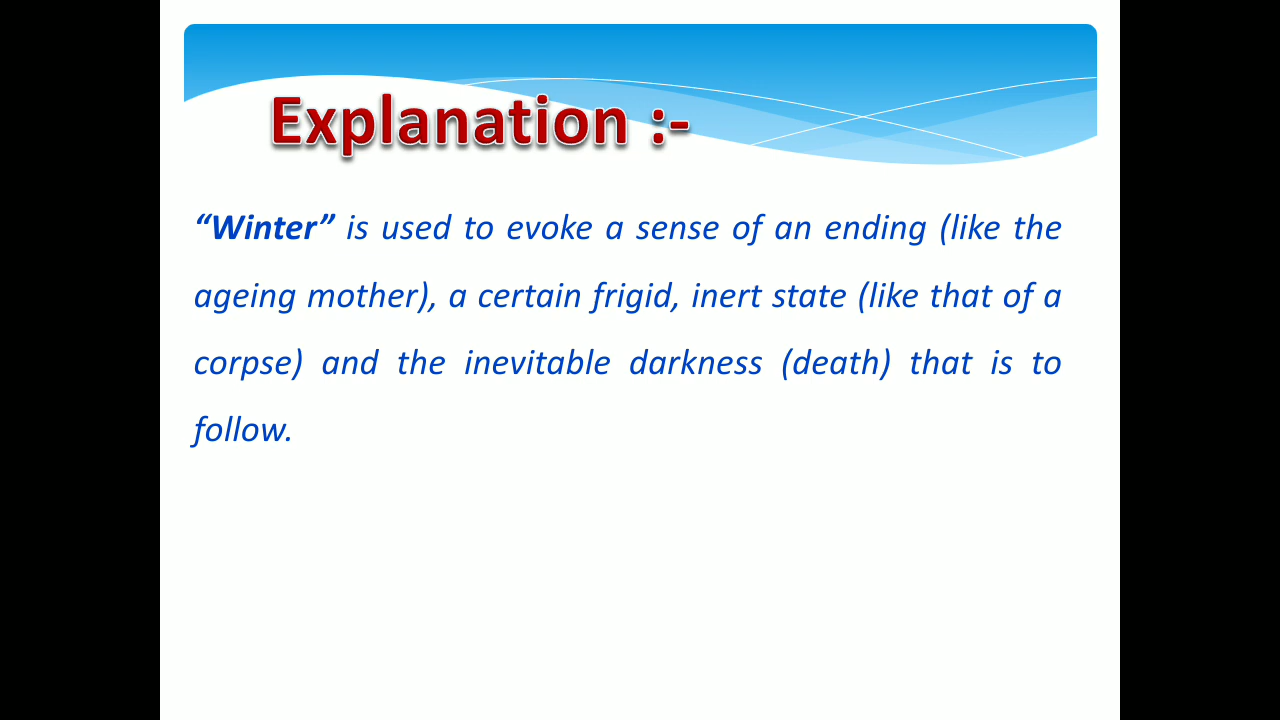 Explanation :-
“Winter” is used to evoke a sense of an ending (like the
ageing mother), a certain frigid, inert state (like that of a
corpse) and the inevitable darkness (death) that is to
follow.